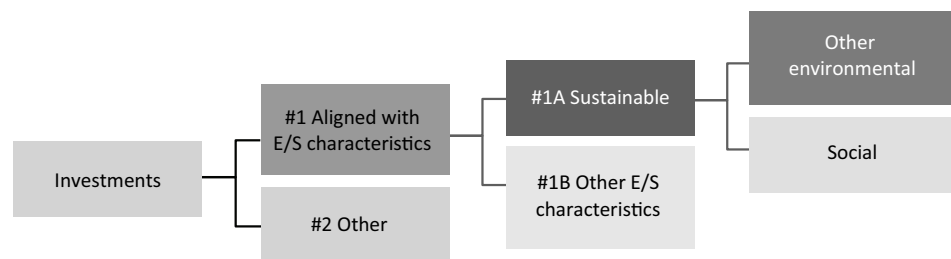 Investments
#1 Aligned with
E/S characteristics
#2 Other
#1A Sustainable
#1B Other E/S
characteristics
Other
environmental
Social